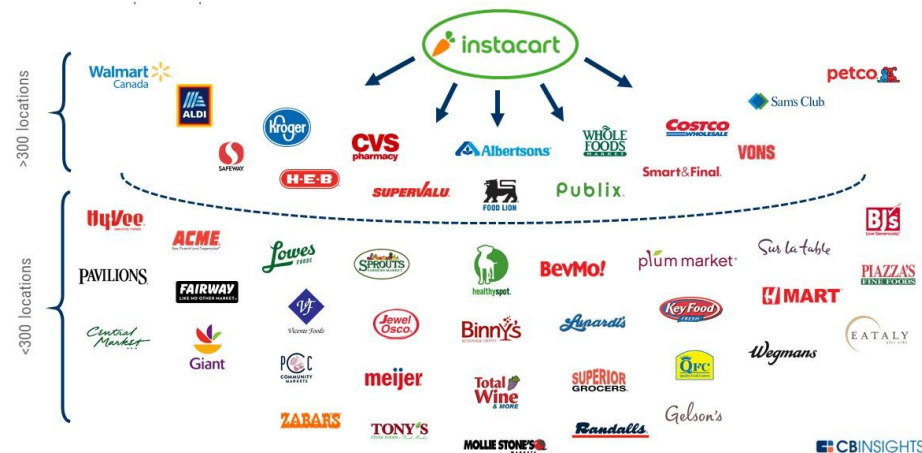 instacart
>300 locations
Walmart
Canada
ALDI
SAFEWAY
Kroger
H-E-B
CVS
pharmacy
SUPERVALU
Albertsons
FOOD LION
WHOLE
FOODS
MARKET
Publix
COSTCO
WHOLESALE
Smart&Final.
Sam's Club
VONS
petco
<300 locations
HyVee
ACME
Lowes
FOODS
SPROUTS
FARMERS MARKET
healthyspot
BevMo!
plum market
Sur la table
BJ's
PAVILIONS
FAIRWAY
LIKE NO OTHER MARKET
VF
Vicente Foods
Jewel
Osco
BINNY'S
BEVERAGE DEPOT
Lunardi's
Key Food
FRESH
H MART
PIAZZA'S
FINE FOODS
Central
Market
Giant
PCC
COMMUNITY
MARKETS
meijer
Total
Wine
& MORE
SUPERIOR
GROCERS
QFC
Wegmans
EATALY
ZABAR'S
TONY'S
MOLLIE STONE'S
MARKETS
Randalls
Gelson's
CBINSIGHTS